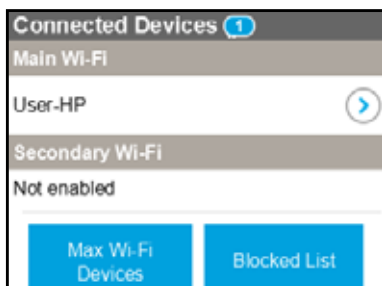 Connected Devices 1
Main Wi-Fi
User-HP
Secondary Wi-Fi
Not enabled
Max Wi-Fi
Devices
Blocked List